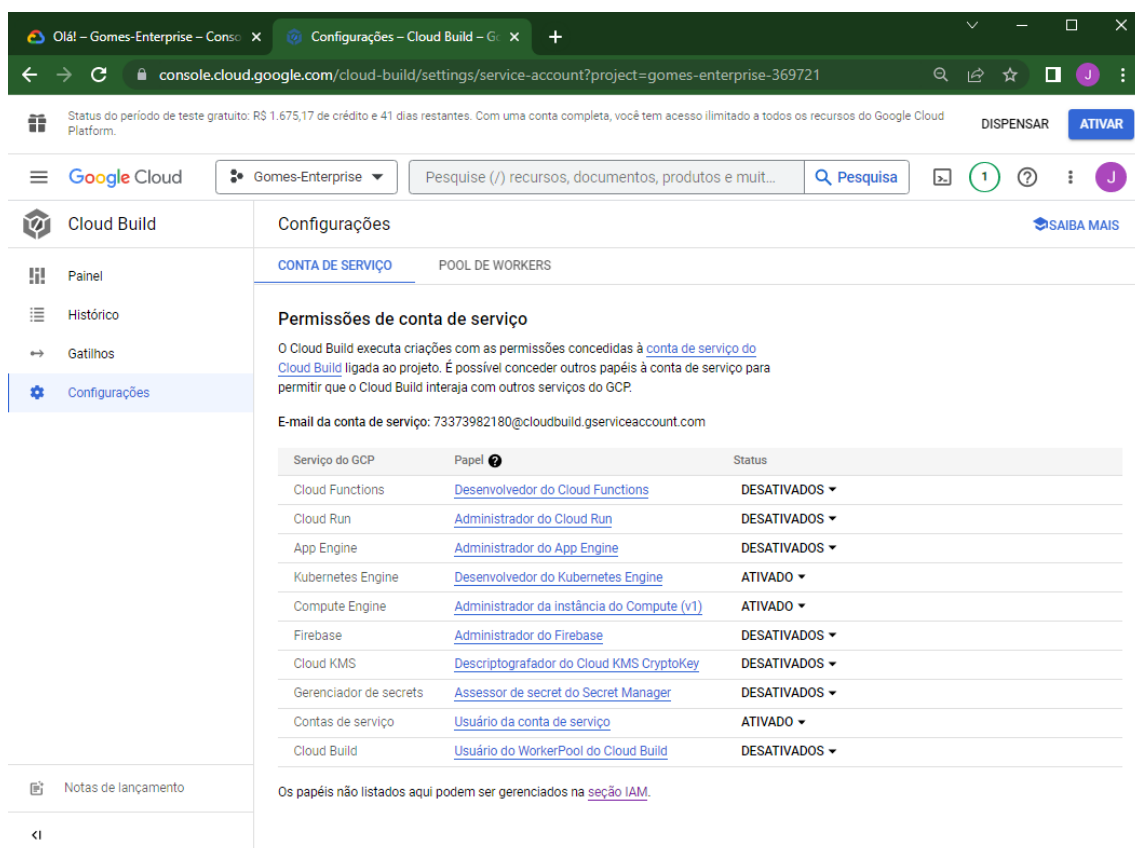 Olá! – Gomes-Enterprise – Conso
Configurações – Cloud Build – Go
console.cloud.google.com/cloud-build/settings/service-account?project=gomes-enterprise-369721
J
Status do período de teste gratuito: R$ 1.675,17 de crédito e 41 dias restantes. Com uma conta completa, você tem acesso ilimitado a todos os recursos do Google Cloud
Platform.
DISPENSAR
ATIVAR
Google Cloud
Gomes-Enterprise
Pesquise (/) recursos, documentos, produtos e muit...
Pesquisa
1
J
Cloud Build
Configurações
SAIBA MAIS
Painel
Histórico
Gatilhos
Configurações
CONTA DE SERVIÇO POOL DE WORKERS
Permissões de conta de serviço
O Cloud Build executa criações com as permissões concedidas à conta de serviço do
Cloud Build ligada ao projeto. É possível conceder outros papéis à conta de serviço para
permitir que o Cloud Build interaja com outros serviços do GCP.
E-mail da conta de serviço: 73373982180@cloudbuild.gserviceaccount.com
Serviço do GCP Papel Status
Cloud Functions Desenvolvedor do Cloud Functions DESATIVADOS
Cloud Run Administrador do Cloud Run DESATIVADOS
App Engine Administrador do App Engine DESATIVADOS
Kubernetes Engine Desenvolvedor do Kubernetes Engine ATIVADO
Compute Engine Administrador da instância do Compute (v1) ATIVADO
Firebase Administrador do Firebase DESATIVADOS
Cloud KMS Descriptografador do Cloud KMS CryptoKey DESATIVADOS
Gerenciador de secrets Assessor de secret do Secret Manager DESATIVADOS
Contas de serviço Usuário da conta de serviço ATIVADO
Cloud Build Usuário do WorkerPool do Cloud Build DESATIVADOS
Os papéis não listados aqui podem ser gerenciados na seção IAM.
Notas de lançamento